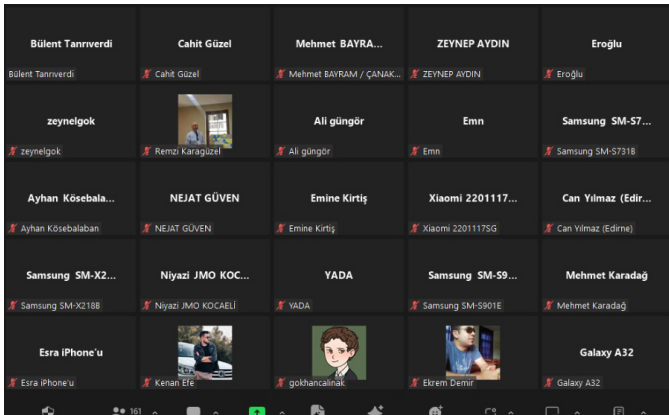 Bülent Tanrıverdi
Cahit Güzel
Mehmet BAYRA...
ZEYNEP AYDIN
Eroğlu
Bülent Tanrıverdi
Cahit Güzel
Mehmet BAYRAM / ÇANAK...
ZEYNEP AYDIN
Eroğlu
zeynelgok
Ali güngör
Emn
Samsung SM-S7...
zeynelgok
Remzi Karagüzel
Ali güngör
Emn
Samsung SM-S731B
Ayhan Kösebala...
NEJAT GÜVEN
Emine Kirtiş
Xiaomi 2201117...
Can Yılmaz (Edir...
Ayhan Kösebalaban
NEJAT GÜVEN
Emine Kirtiş
Xiaomi 2201117SG
Can Yılmaz (Edirne)
Samsung SM-X2...
Niyazi JMO KOC...
YADA
Samsung SM-S9...
Mehmet Karadağ
Samsung SM-X218B
Niyazi JMO KOCAELİ
YADA
Samsung SM-S901E
Mehmet Karadağ
Esra iPhone'u
Galaxy A32
Esra iPhone'u
Kenan Efe
gokhancalinak
Ekrem Demir
Galaxy A32
161